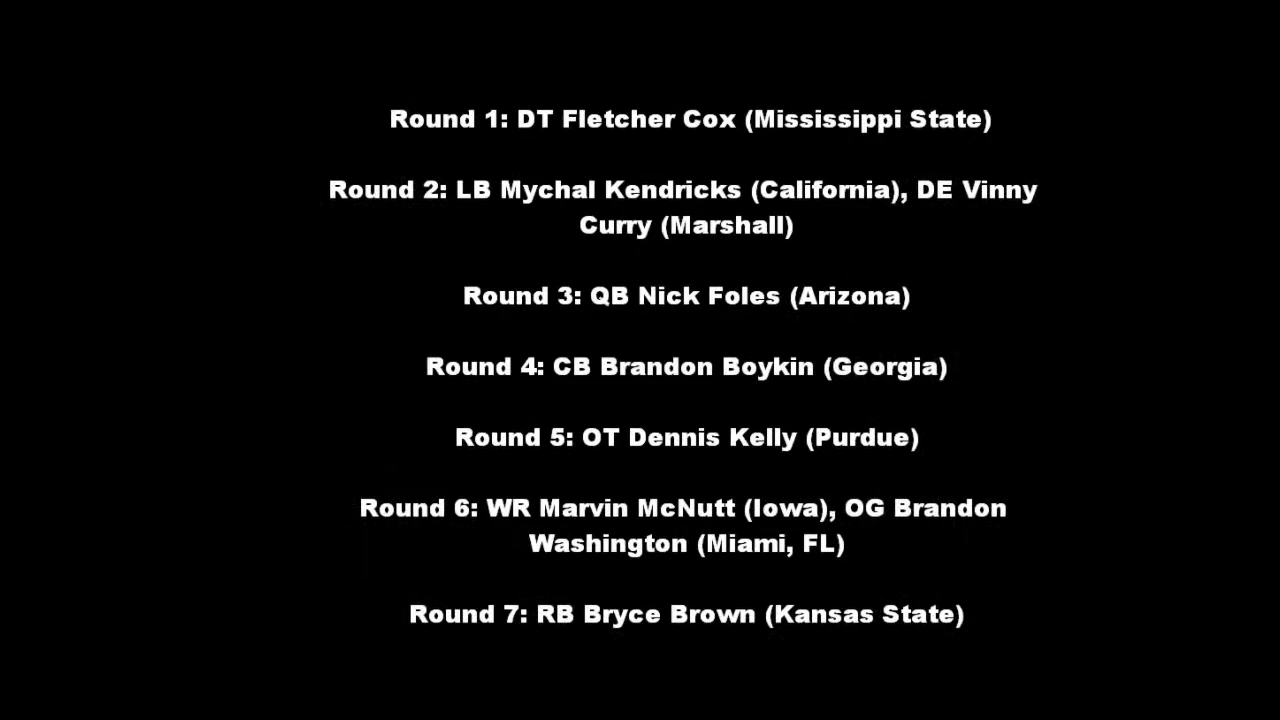 Round 1: DT Fletcher Cox (Mississippi State)
Round 2: LB Mychal Kendricks (California), DE Vinny
Curry (Marshall)
Round 3: QB Nick Foles (Arizona)
Round 4: CB Brandon Boykin (Georgia)
Round 5: OT Dennis Kelly (Purdue)
Round 6: WR Marvin McNutt (Iowa), OG Brandon
Washington (Miami, FL)
Round 7: RB Bryce Brown (Kansas State)